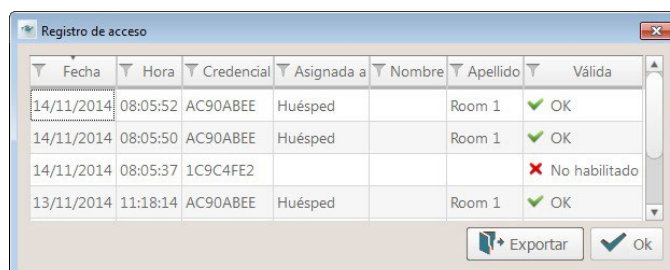 Registro de acceso
Fecha Hora Credencial Asignada a Nombre Apellido Válida
14/11/2014 08:05:52 AC90ABEE Huésped Room 1 OK
14/11/2014 08:05:50 AC90ABEE Huésped Room 1 OK
14/11/2014 08:05:37 1C9C4FE2 No habilitado
13/11/2014 11:18:14 AC90ABEE Huésped Room 1 OK
Exportar Ok